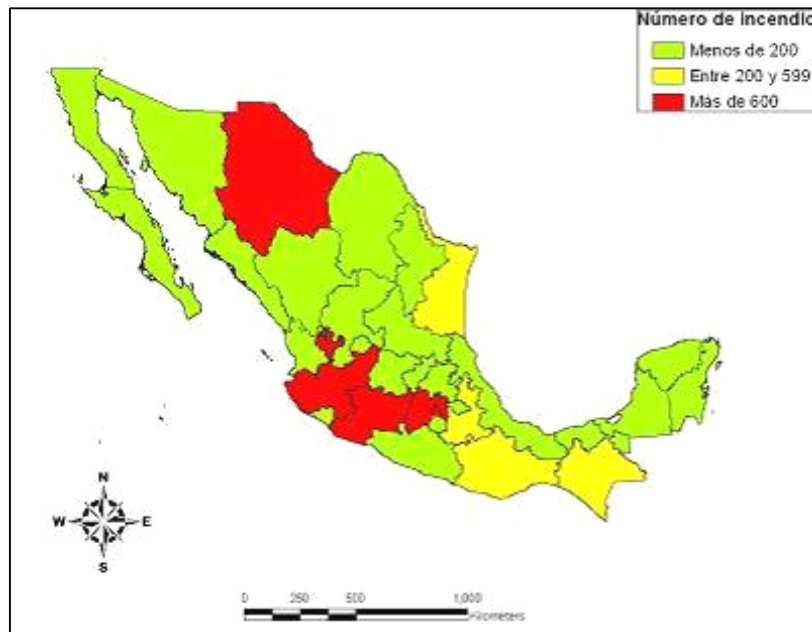 Número de incendio
Menos de 200
Entre 200 y 599
Más de 600
N
W E
S
0 250 500 1,000
Kilometers